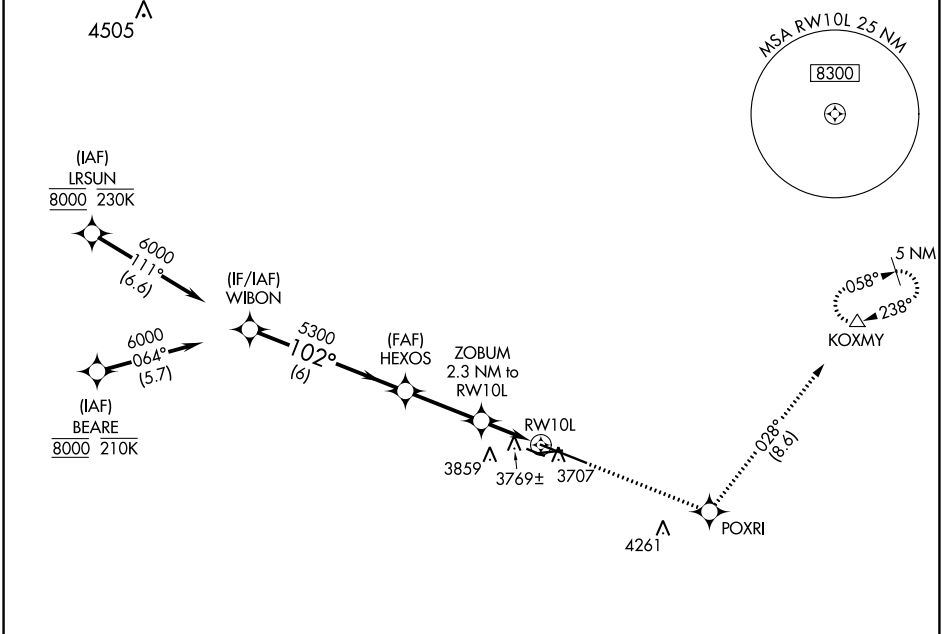 4505
MSA RW10L 25 NM
8300
(IAF)
LRSUN
8000 230K
6000
111°
(6.6)
(IF/IAF)
WIBON
6000
064°
(5.7)
(IAF)
BEARE
8000 210K
5300
102°
(6)
(FAF)
HEXOS
ZOBUM
2.3 NM to
RW10L
RW10L
3859
3769±
3707
4261
POXRI
028°
(8.6)
5 NM
058°
238°
KOXMY